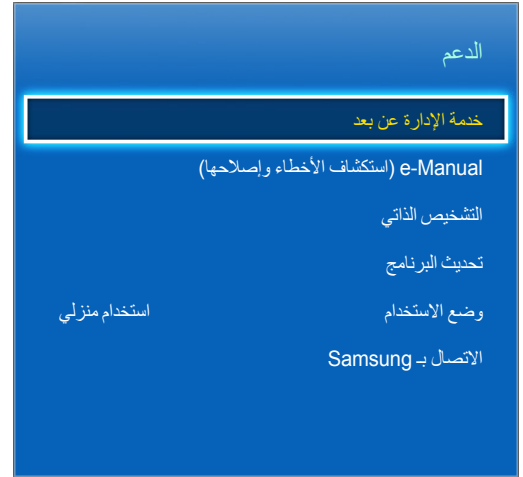 الدعم
خدمة الإدارة عن بعد
e-Manual (استكشاف الأخطاء وإصلاحها)
التشخيص الذاتي
تحديث البرنامج
وضع الاستخدام استخدام منزلي
الاتصال بـ Samsung